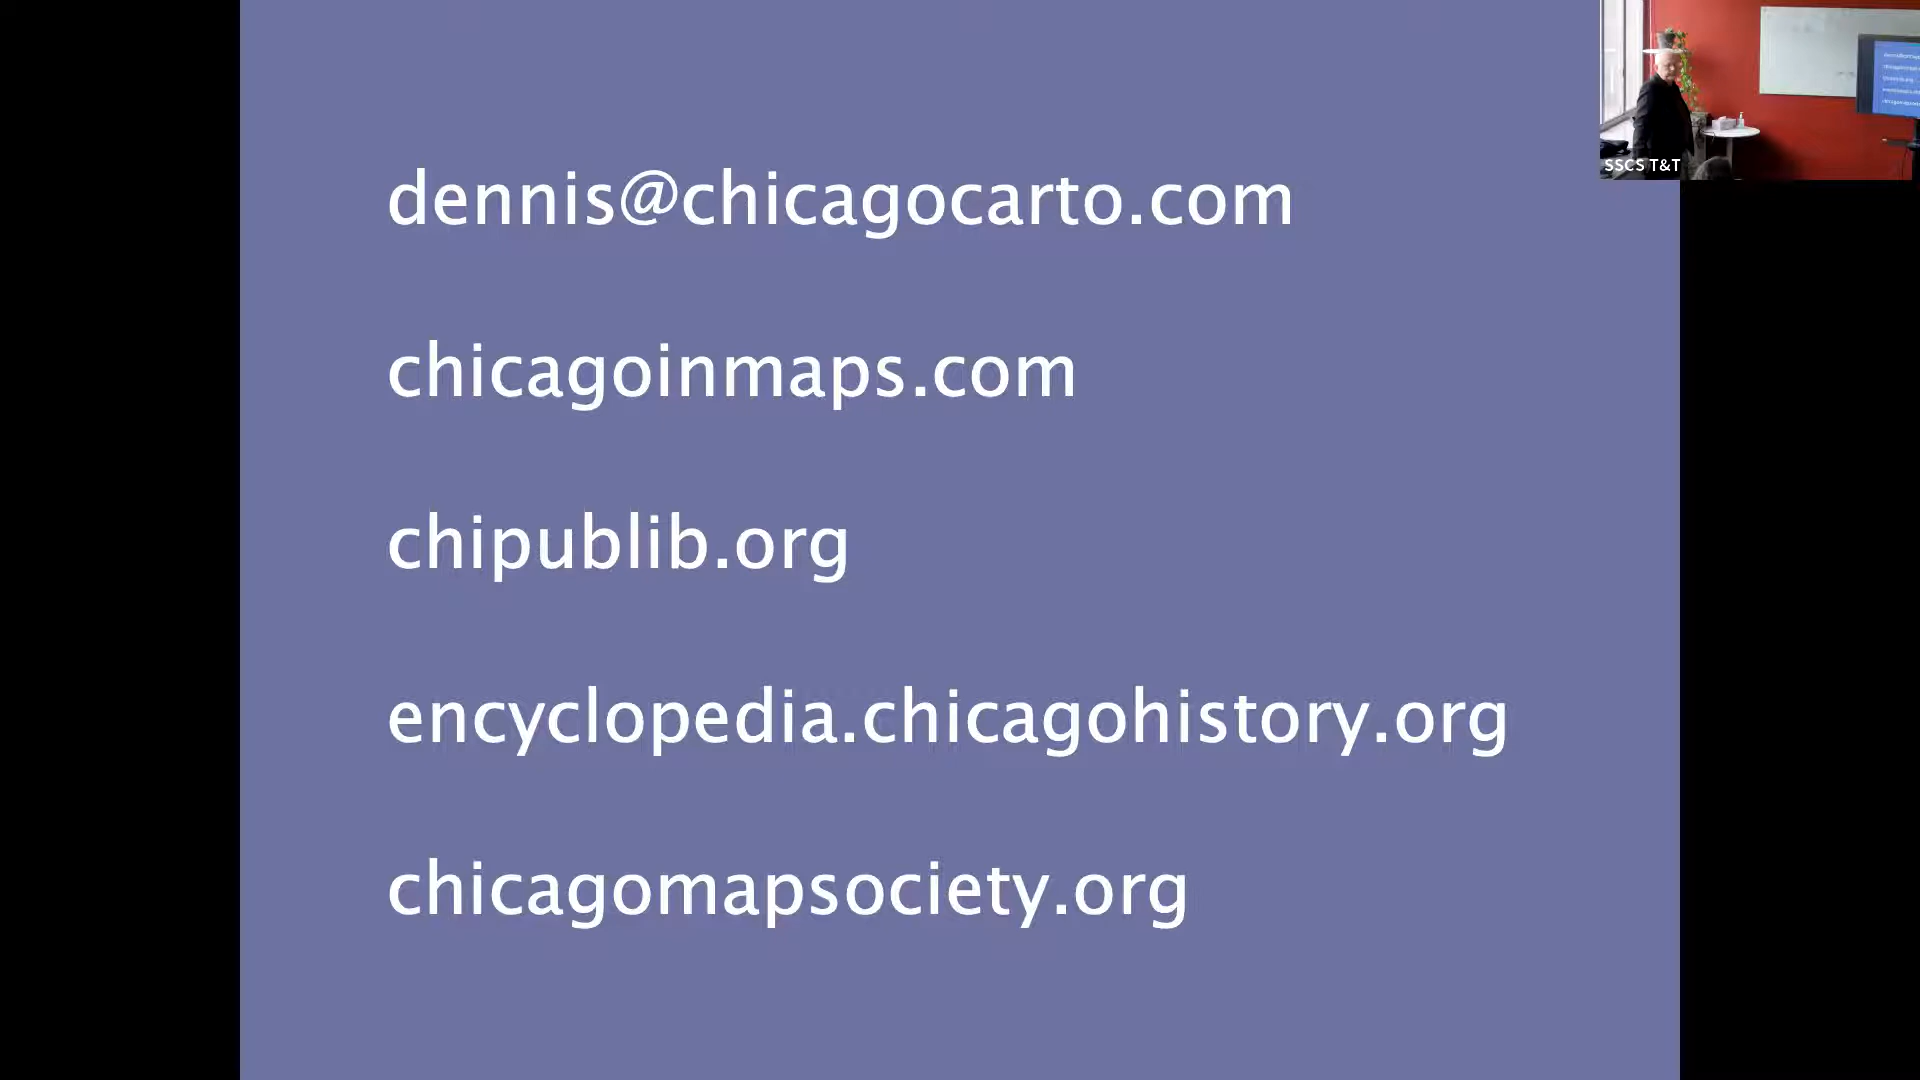 dennis@chicagocarto.com
chicagoinmaps.com
chipublib.org
encyclopedia.chicagohistory.org
chicagomapsociety.org
SSCS T&T